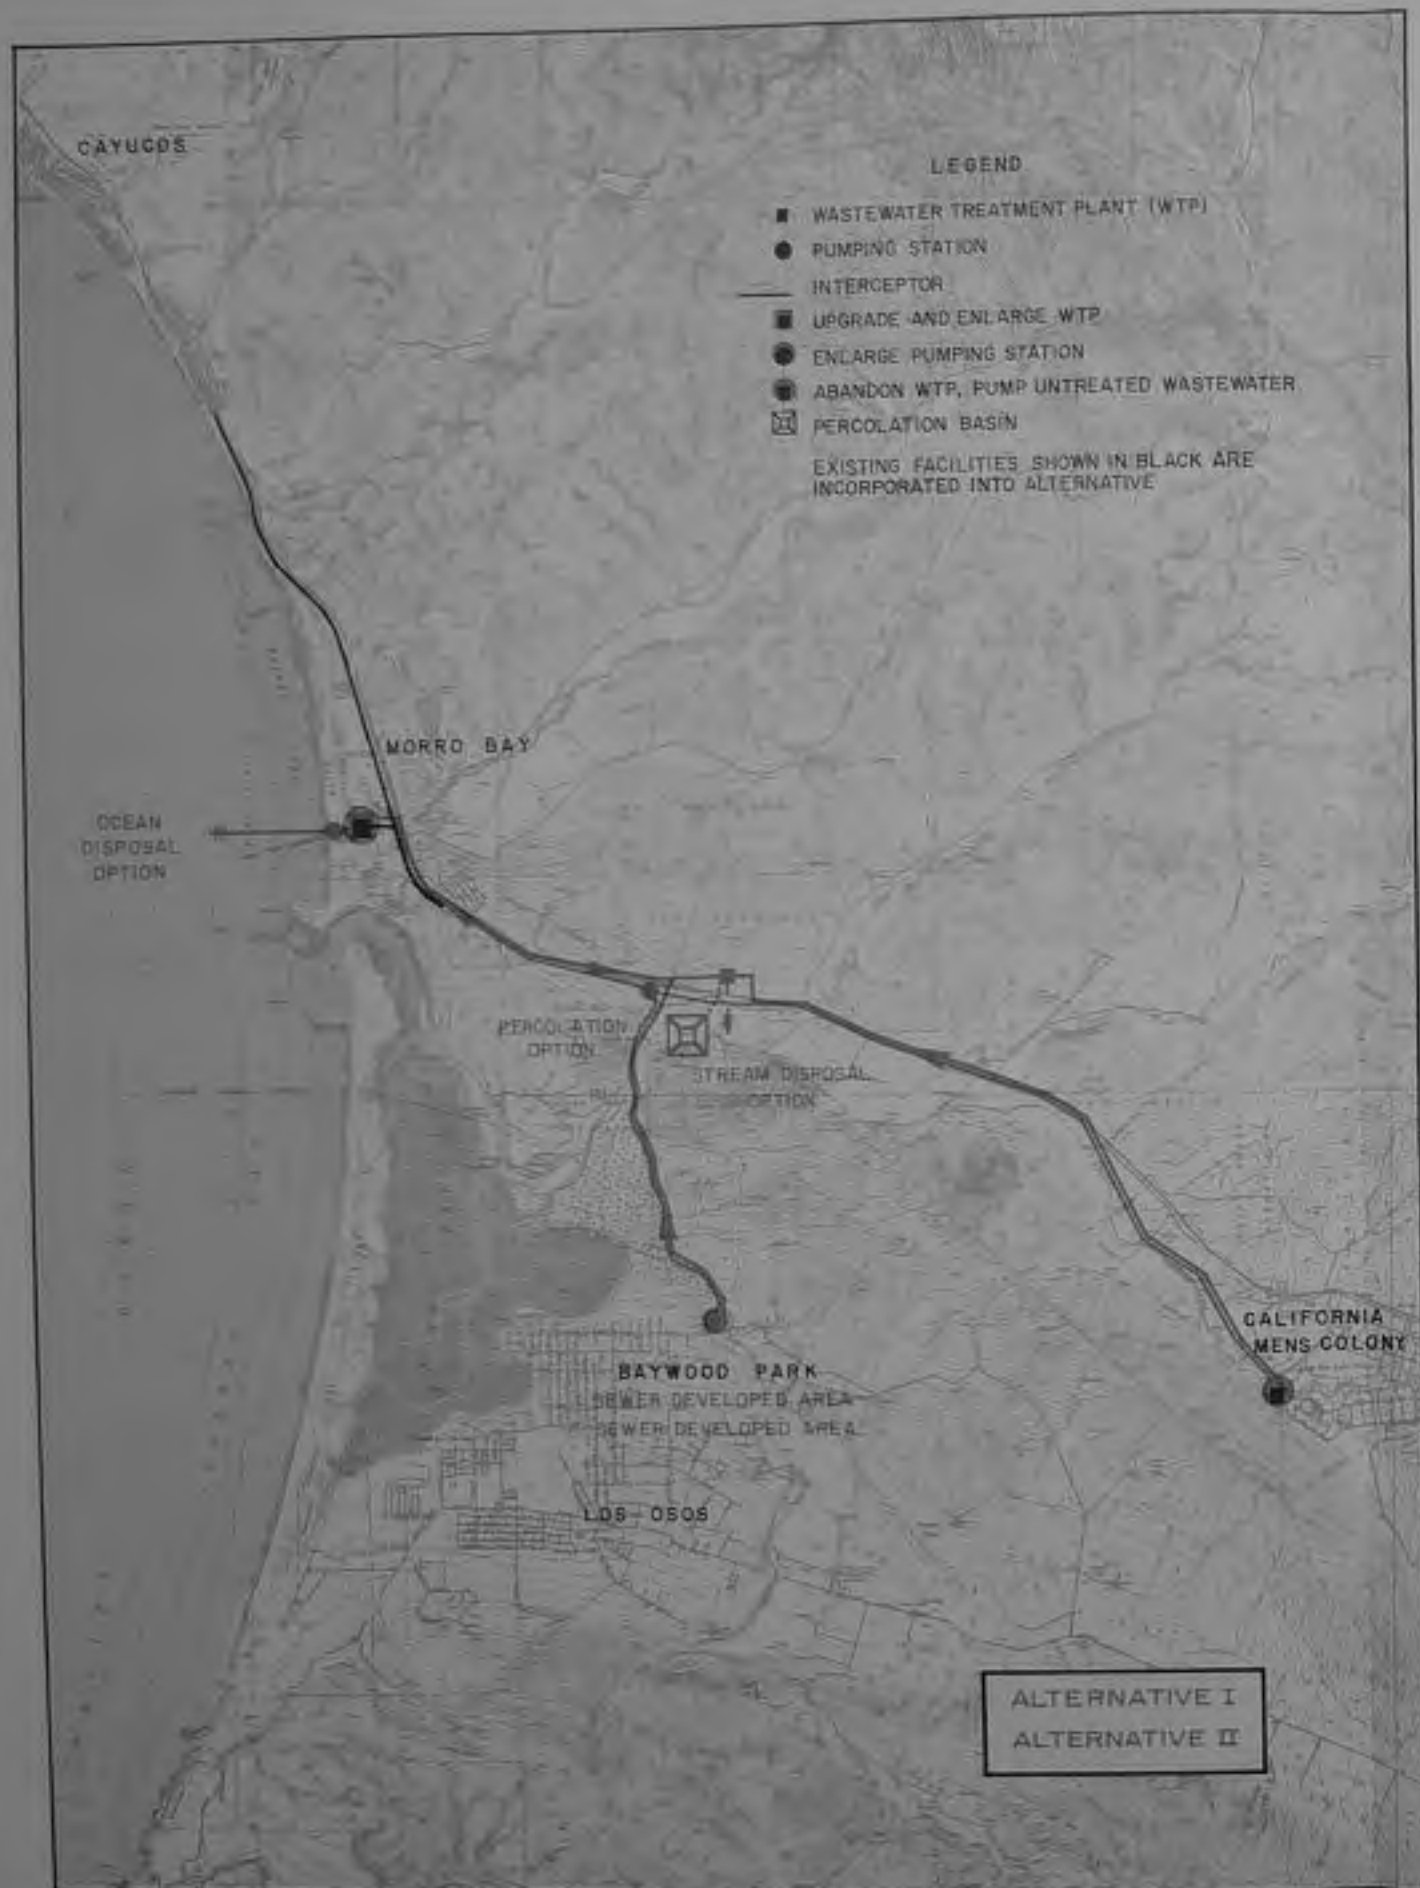 CAYUCOS
LEGEND
WASTEWATER TREATMENT PLANT (WTP)
PUMPING STATION
INTERCEPTOR
UPGRADE AND ENLARGE WTP
ENLARGE PUMPING STATION
ABANDON WTP, PUMP UNTREATED WASTEWATER
PERCOLATION BASIN
EXISTING FACILITIES SHOWN IN BLACK ARE
INCORPORATED INTO ALTERNATIVE
MORRO BAY
OCEAN
DISPOSAL
OPTION
PERCOLATION
OPTION
STREAM DISPOSAL
OPTION
CALIFORNIA
MENS COLONY
BAYWOOD PARK
SEWER DEVELOPED AREA
SEWER DEVELOPED AREA
LOS OSOS
ALTERNATIVE I
ALTERNATIVE II